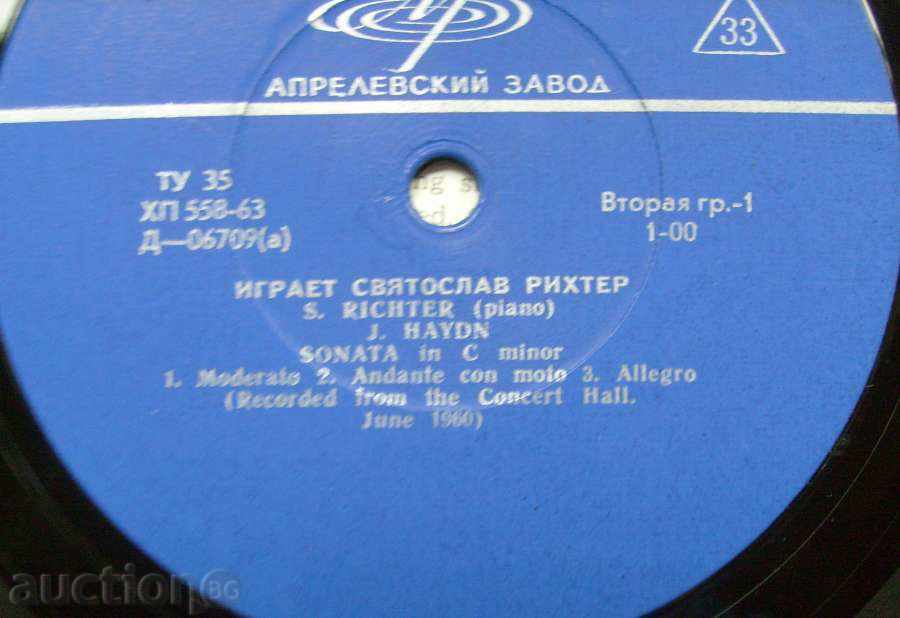 33
АПРЕЛЕВСКИЙ ЗАВОД
ТУ 35
ХП 558-63
Д—06709(а)
ng s
ed.
Вторая гр.-1
1-00
ИГРАЕТ СВЯТОСЛАВ РИХТЕР
S. RICHTER (piano)
J. HAYDN
SONATA in C minor
1. Moderato 2. Andante con moto 3. Allegro
(Recorded from the Concert Hall.
June 1960)
auction.BG